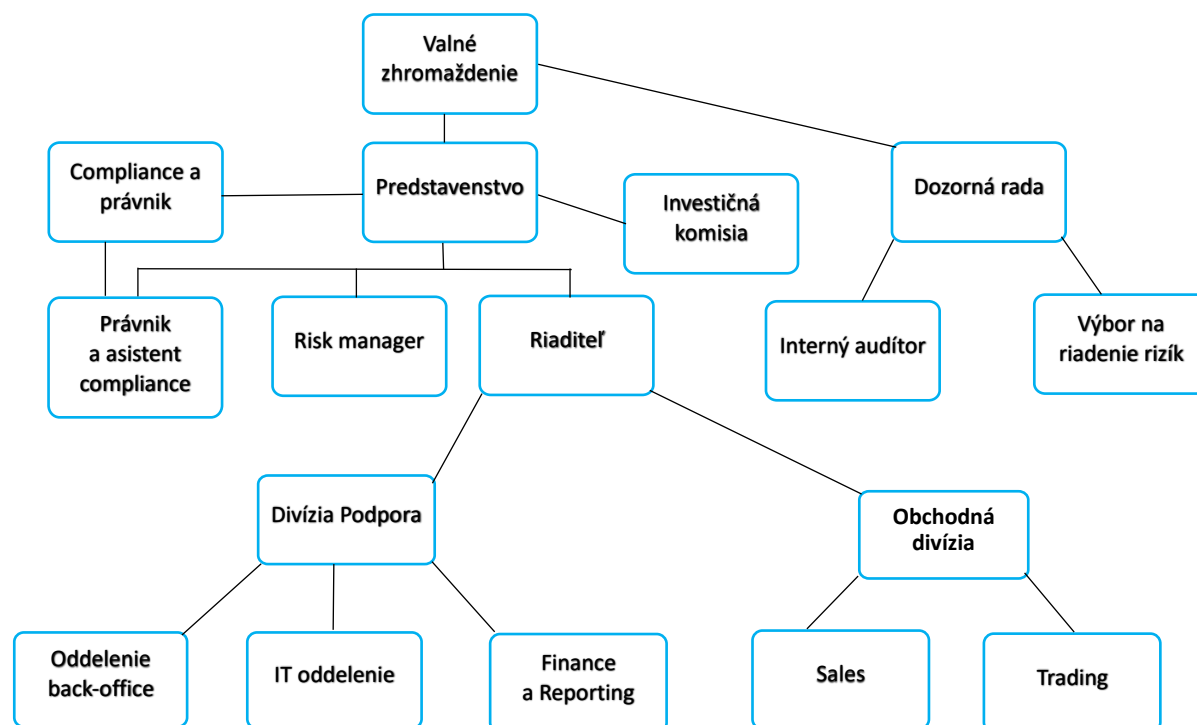 Valné
zhromaždenie
Compliance a
právnik
Predstavenstvo
Investičná
komisia
Dozorná rada
Právnik
a asistent
compliance
Risk manager
Riaditeľ
Interný audítor
Výbor na
riadenie rizík
Divízia Podpora
Obchodná
divízia
Oddelenie
back-office
IT oddelenie
Finance
a Reporting
Sales
Trading